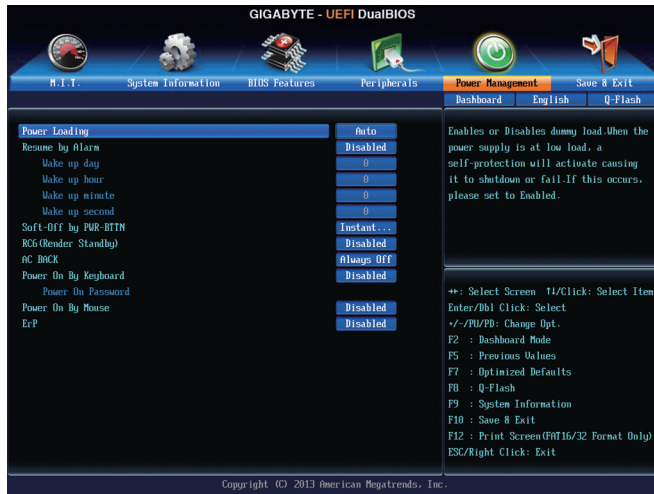 GIGABYTE - UEFI DualBIOS
M.I.T. System Information BIOS Features Peripherals Power Management Save & Exit
Dashboard English Q-Flash
Power Loading Auto
Resume by Alarm Disabled
Wake up day 0
Wake up hour 0
Wake up minute 0
Wake up second 0
Soft-Off by PWR-BTTN Instant...
RC6(Render Standby) Disabled
AC BACK Always Off
Power On By Keyboard Disabled
Power On Password
Power On By Mouse Disabled
ErP Disabled
Enables or Disables dummy load.When the
power supply is at low load, a
self-protection will activate causing
it to shutdown or fail.If this occurs,
please set to Enabled.
↔: Select Screen ↑↓/Click: Select Item
Enter/Dbl Click: Select
+/-/PU/PD: Change Opt.
F2 : Dashboard Mode
F5 : Previous Values
F7 : Optimized Defaults
F8 : Q-Flash
F9 : System Information
F10 : Save & Exit
F12 : Print Screen(FAT16/32 Format Only)
ESC/Right Click: Exit
Copyright (C) 2013 American Megatrends, Inc.